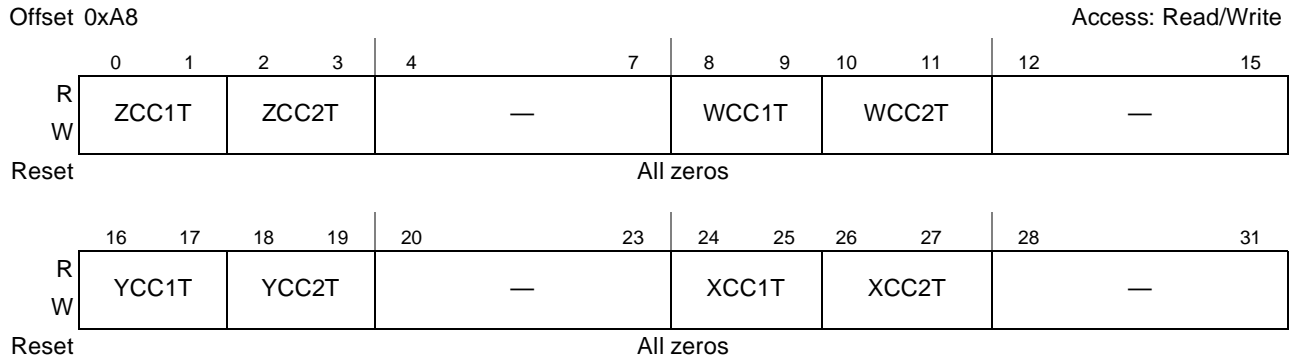 Offset 0xA8 Access: Read/Write
0 1 2 3 4 7 8 9 10 11 12 15
R
ZCC1T ZCC2T — WCC1T WCC2T —
W
Reset All zeros
16 17 18 19 20 23 24 25 26 27 28 31
R
YCC1T YCC2T — XCC1T XCC2T —
W
Reset All zeros